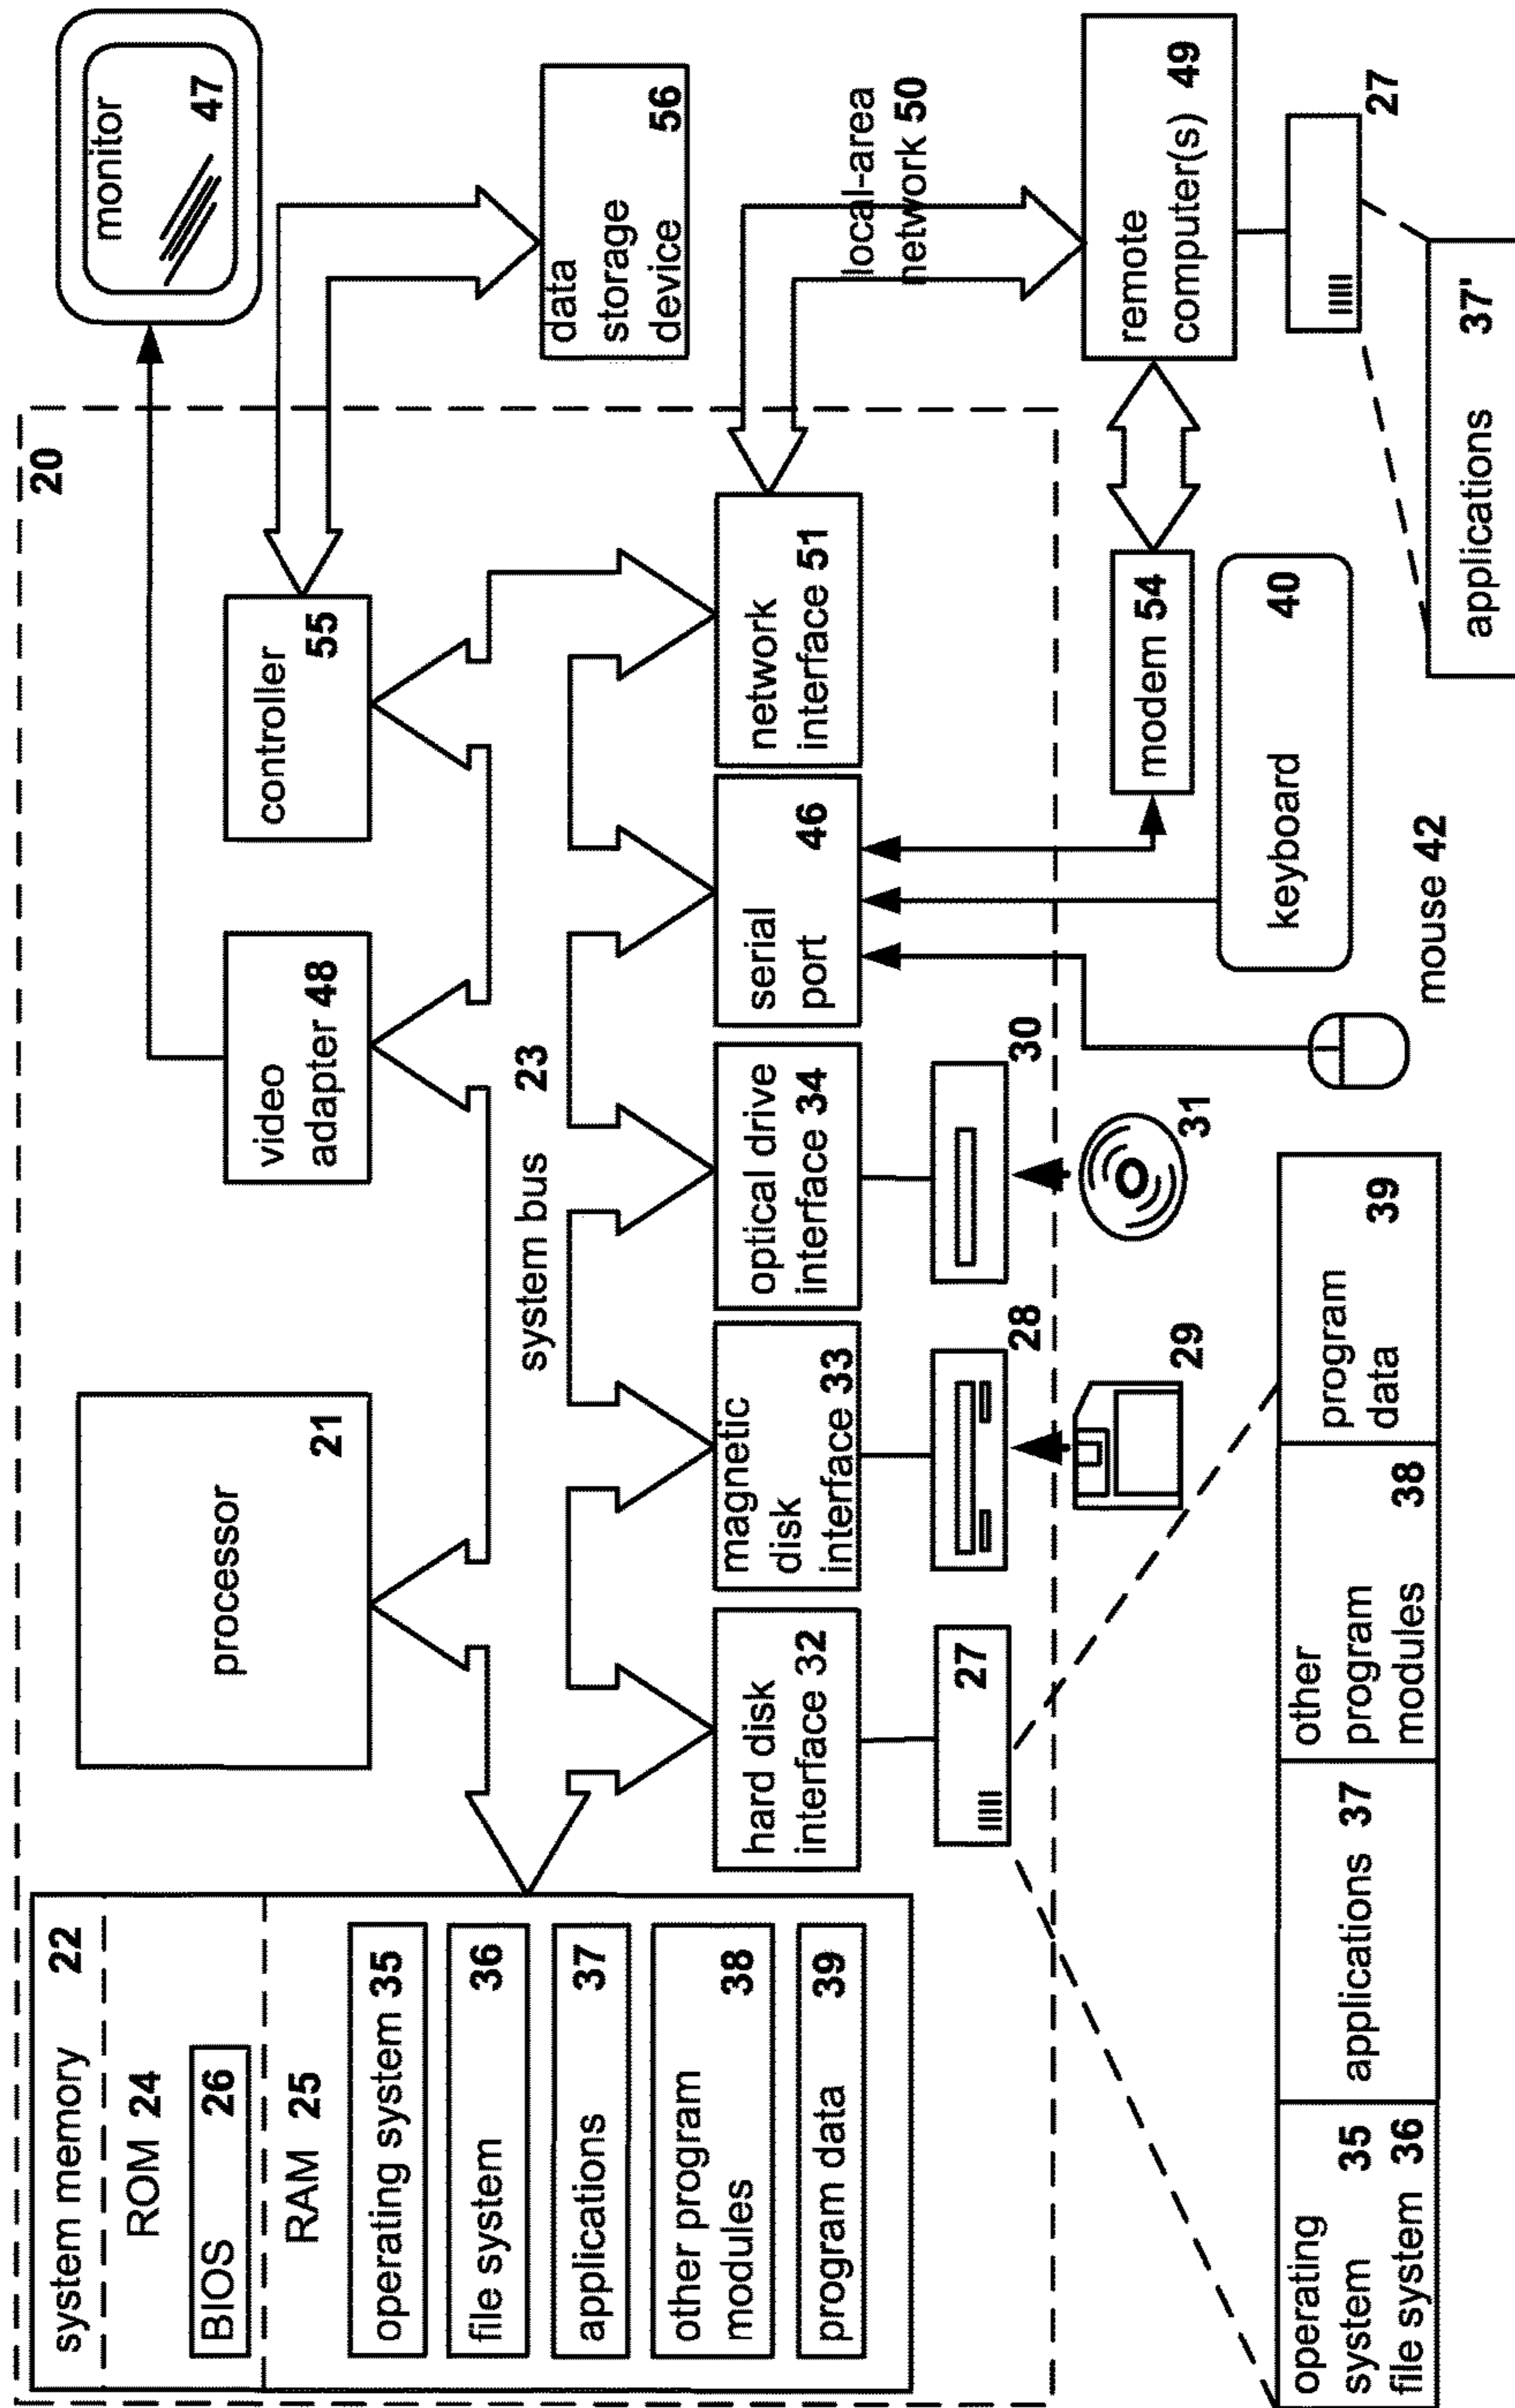 system memory 22
ROM 24
BIOS 26
RAM 25
operating system 35
file system 36
applications 37
other program
modules 38
program data 39
processor
21
20
video
adapter 48
controller
55
monitor
47
system bus 23
data
storage
device 56
hard disk
interface 32
magnetic
disk
interface 33
optical drive
interface 34
serial
port 46
network
interface 51
local-area
network 50
27
28
30
29
31
modem 54
remote
computer(s) 49
keyboard 40
mouse 42
27
operating
system 35
file system 36
applications 37
other
program
modules 38
program
data 39
applications 37'